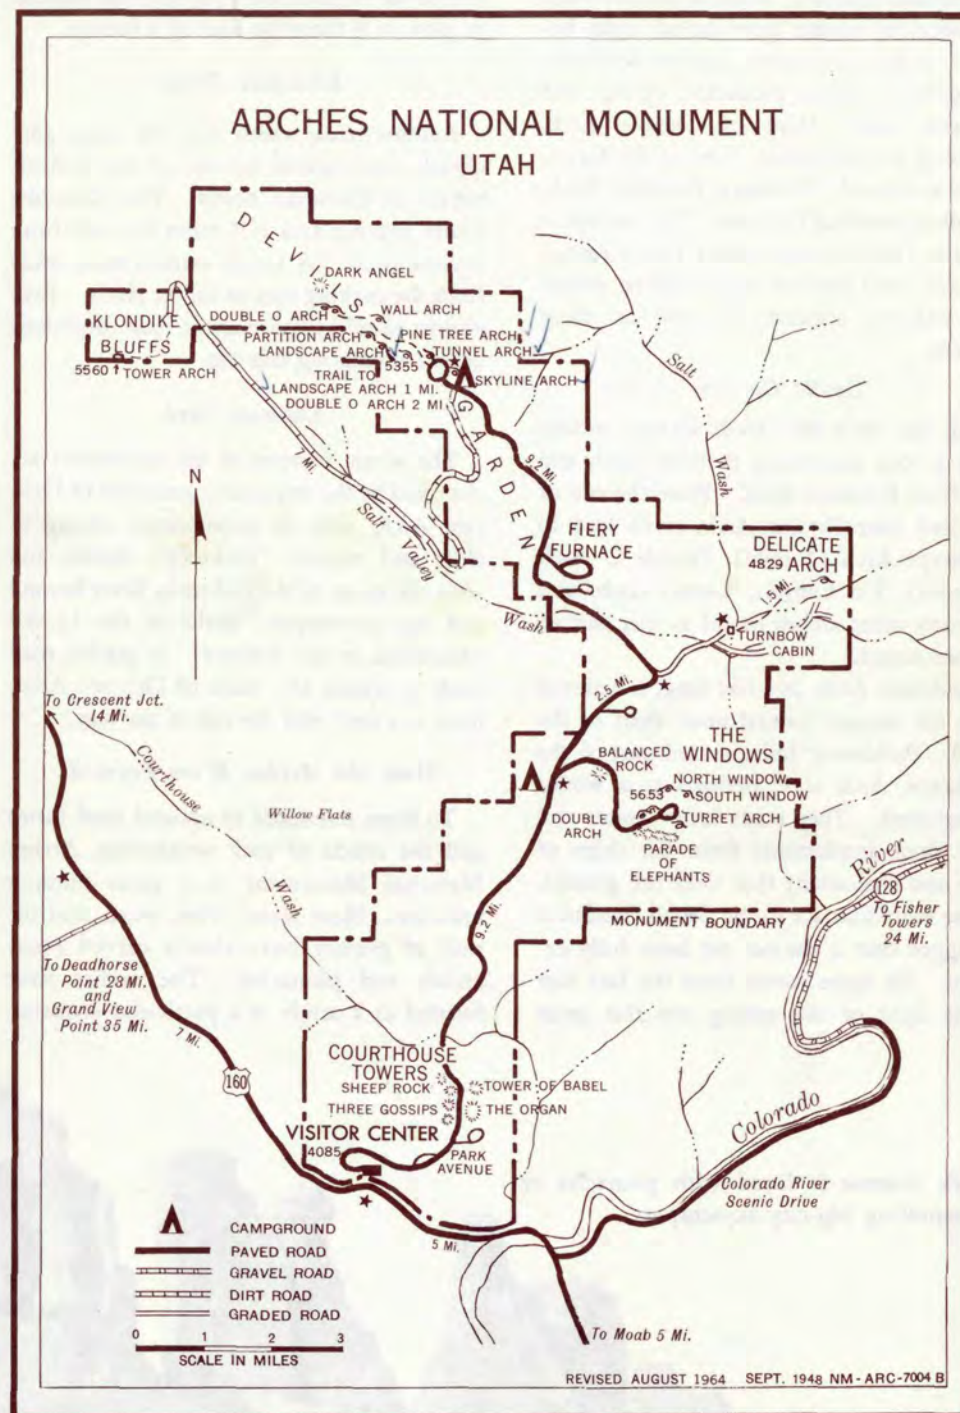 ARCHES NATIONAL MONUMENT
UTAH
DEVILS
DARK ANGEL
DOUBLE O ARCH
WALL ARCH
KLONDIKE
BLUFFS
PARTITION ARCH
PINE TREE ARCH
LANDSCAPE ARCH
TUNNEL ARCH
5560
TOWER ARCH
5355
TRAIL TO
LANDSCAPE ARCH 1 MI.
DOUBLE O ARCH 2 MI.
SKYLINE ARCH
GARDEN
Salt
Wash
N
7 Mi.
9.2 Mi.
Salt
Valley
Wash
FIERY
FURNACE
DELICATE
4829 ARCH
1.5 Mi.
TURNBOW
CABIN
To Crescent Jct.
14 Mi.
2.5 Mi.
Courthouse
Wash
Willow Flats
BALANCED
ROCK
THE
WINDOWS
NORTH WINDOW
5653
SOUTH WINDOW
DOUBLE
ARCH
TURRET ARCH
PARADE
OF
ELEPHANTS
MONUMENT BOUNDARY
River
128
To Fisher
Towers
24 Mi.
To Deadhorse
Point 23 Mi.
and
Grand View
Point 35 Mi.
7 Mi.
160
COURTHOUSE
TOWERS
SHEEP ROCK
TOWER OF BABEL
THREE GOSSIPS
THE ORGAN
VISITOR CENTER
4085
PARK
AVENUE
Colorado
Colorado River
Scenic Drive
5 Mi.
To Moab 5 Mi.
CAMPGROUND
PAVED ROAD
GRAVEL ROAD
DIRT ROAD
GRADED ROAD
0 1 2 3
SCALE IN MILES
REVISED AUGUST 1964 SEPT. 1948 NM-ARC-7004 B